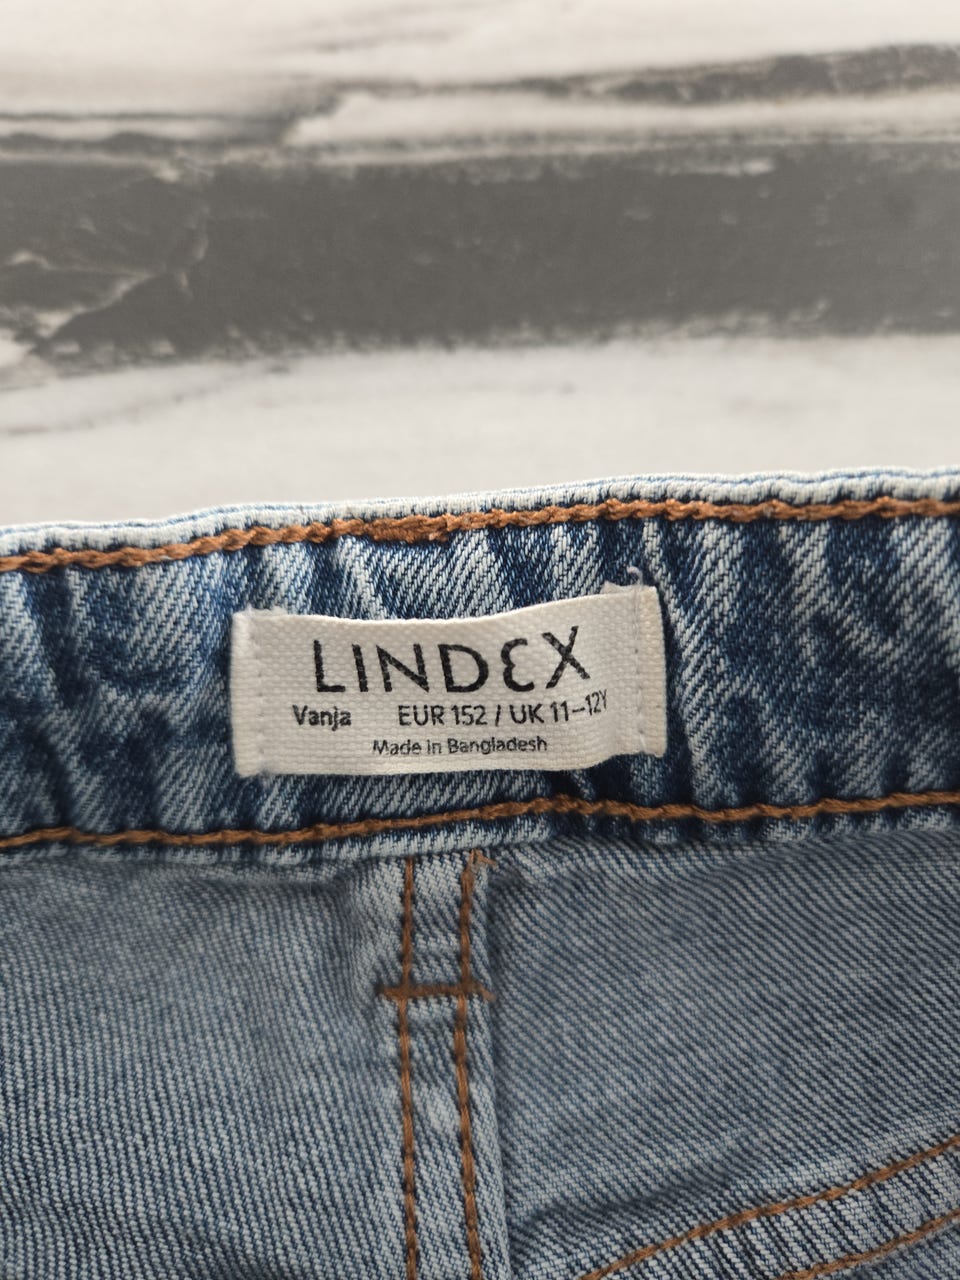 LINDEX
Vanja EUR 152 / UK 11–12Y
Made in Bangladesh